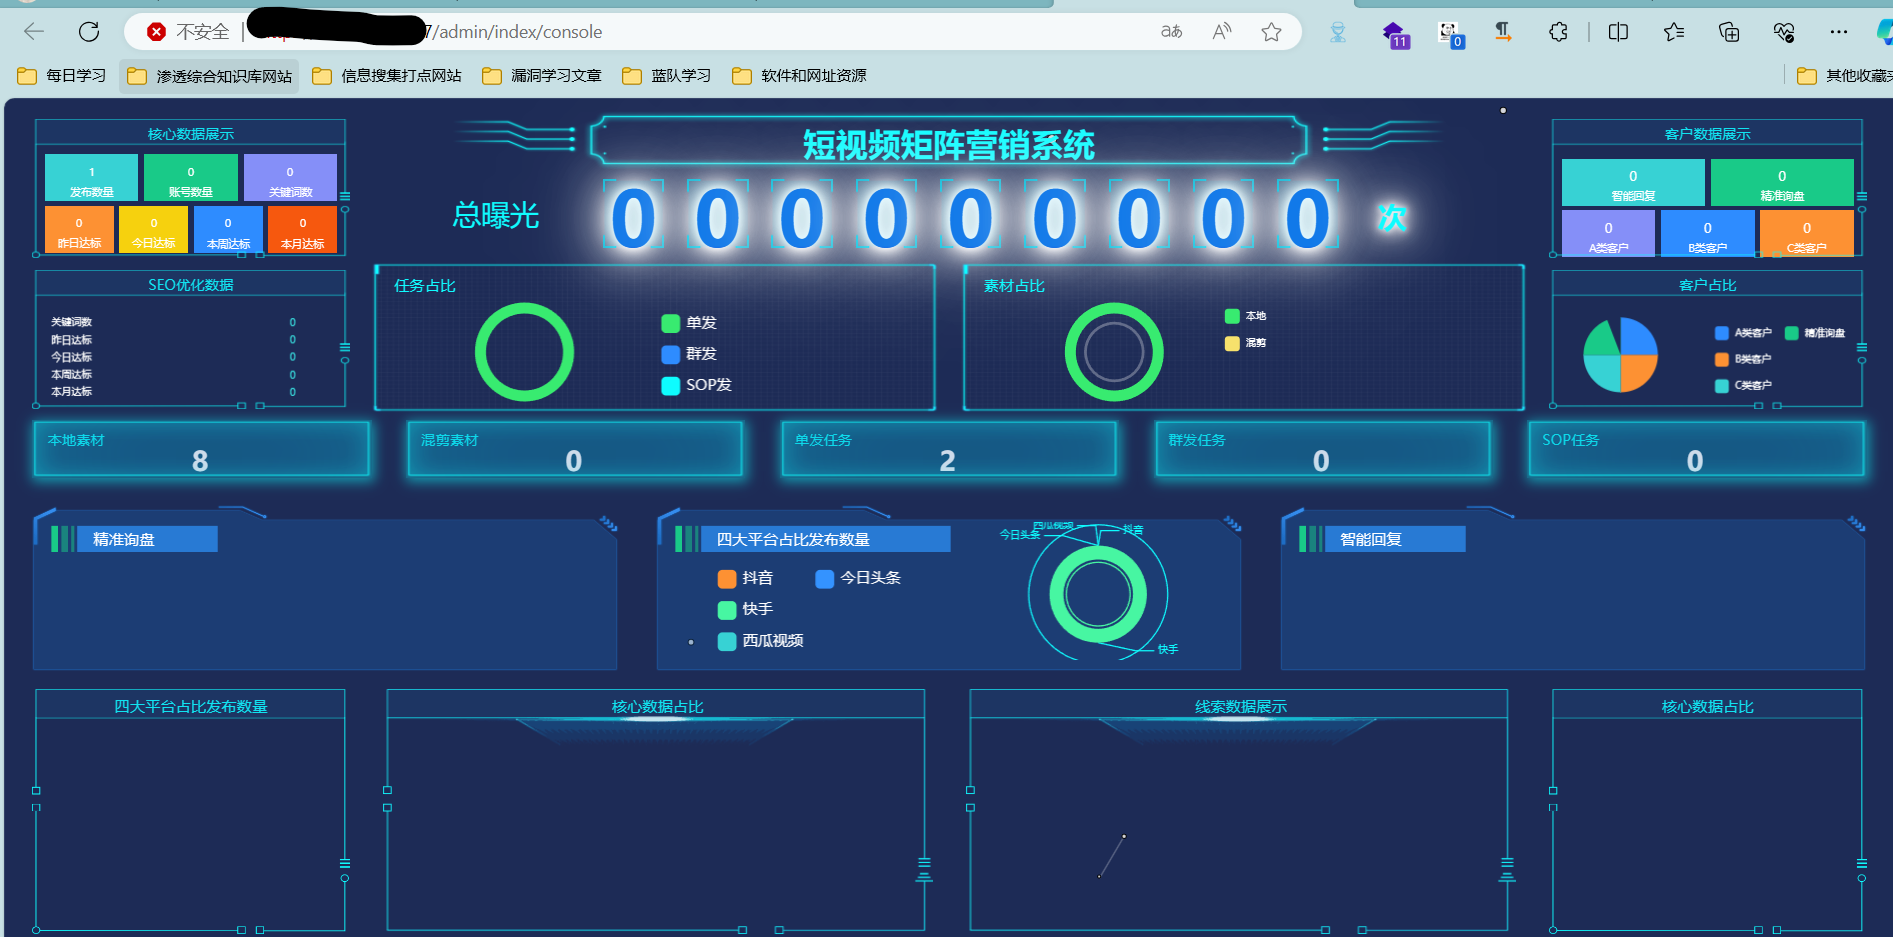 不安全
7/admin/index/console
aあ
A
11
0
每日学习
渗透综合知识库网站
信息搜集打点网站
漏洞学习文章
蓝队学习
软件和网址资源
其他收藏夹
短视频矩阵营销系统
总曝光
0 0 0 0 0 0 0 0 0
次
核心数据展示
1
发布数量
0
账号数量
0
关键词数
0
昨日达标
0
今日达标
0
本周达标
0
本月达标
SEO优化数据
关键词数 0
昨日达标 0
今日达标 0
本周达标 0
本月达标 0
任务占比
单发
群发
SOP发
素材占比
本地
混剪
客户数据展示
0
智能回复
0
精准询盘
0
A类客户
0
B类客户
0
C类客户
客户占比
A类客户 精准询盘
B类客户
C类客户
本地素材
8
混剪素材
0
单发任务
2
群发任务
0
SOP任务
0
精准询盘
四大平台占比发布数量
抖音 今日头条
快手
西瓜视频
西瓜视频
今日头条
抖音
快手
智能回复
四大平台占比发布数量
核心数据占比
线索数据展示
核心数据占比